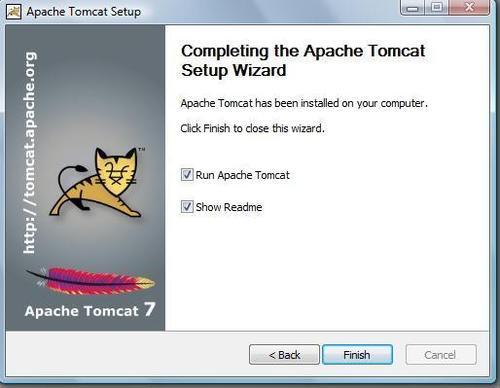 Apache Tomcat Setup
http://tomcat.apache.org
TM
Apache Tomcat 7
Completing the Apache Tomcat
Setup Wizard
Apache Tomcat has been installed on your computer.
Click Finish to close this wizard.
Run Apache Tomcat
Show Readme
< Back
Finish
Cancel